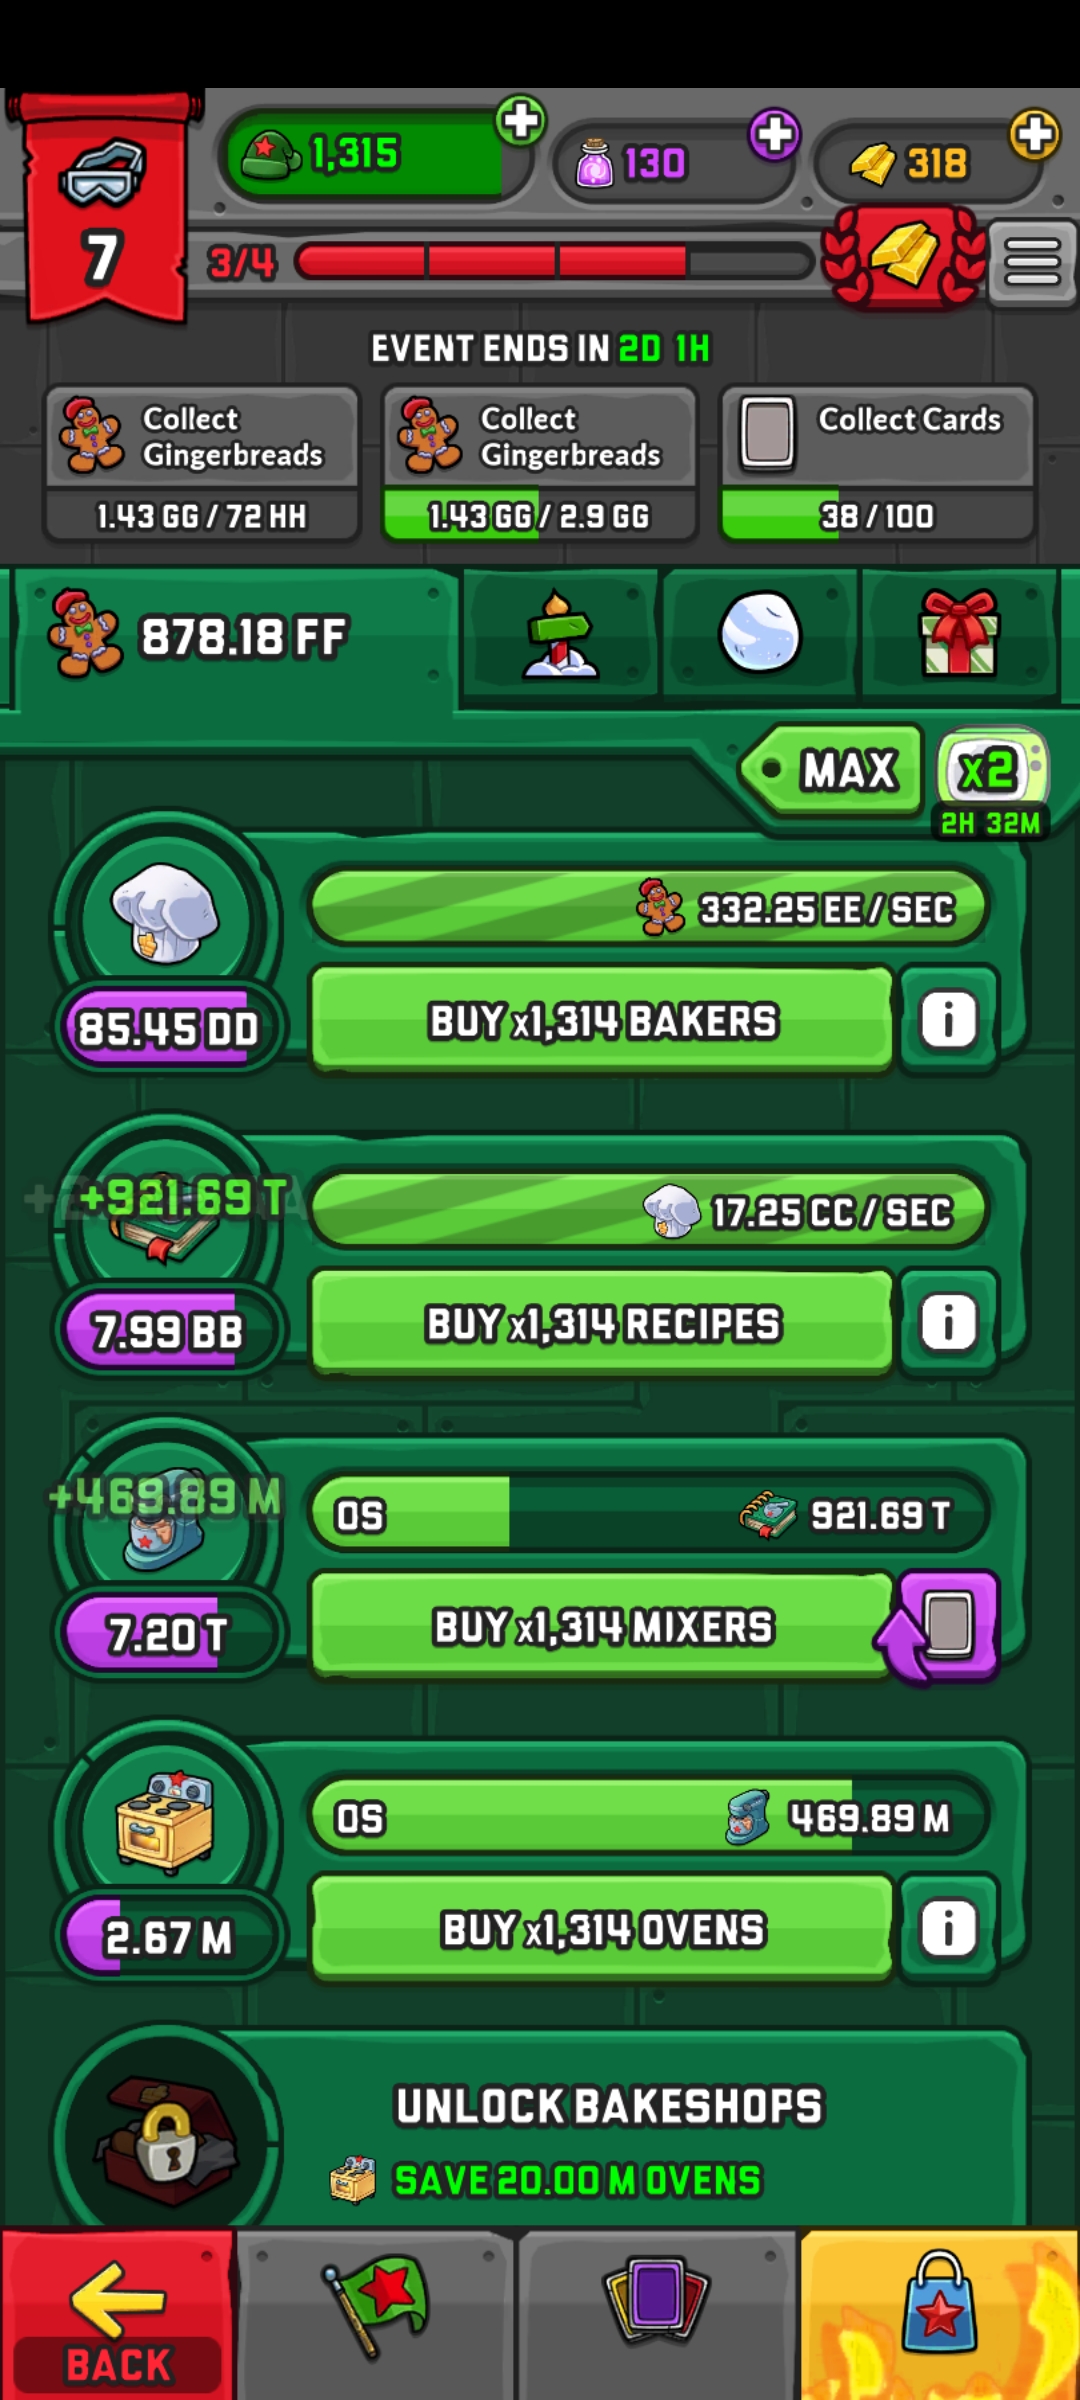 1,315
130
318
7
3/4
EVENT ENDS IN 2D 1H
Collect
Gingerbreads
1.43 GG / 72 HH
Collect
Gingerbreads
1.43 GG / 2.9 GG
Collect Cards
38 / 100
878.18 FF
MAX
x2
2H 32M
332.25 EE / SEC
85.45 DD
BUY x1,314 BAKERS
i
+921.69 T
17.25 CC / SEC
7.99 BB
BUY x1,314 RECIPES
i
+469.89 M
0S
921.69 T
7.20 T
BUY x1,314 MIXERS
0S
469.89 M
2.67 M
BUY x1,314 OVENS
i
UNLOCK BAKESHOPS
SAVE 20.00 M OVENS
BACK